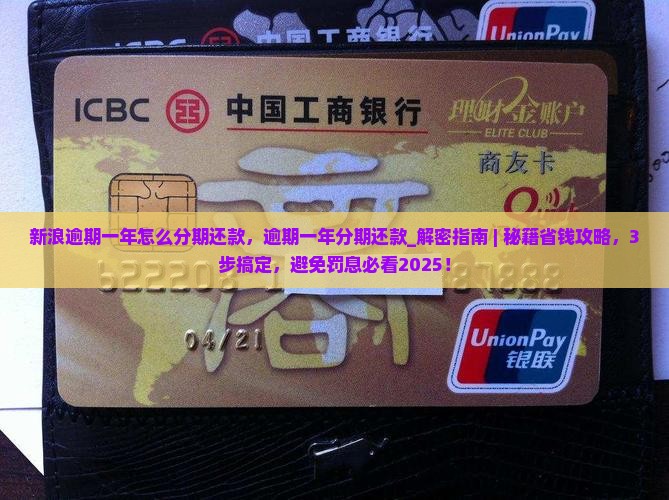 UnionPay
ICBC 中国工商银行
理财金账户
ELITE CLUB
商友卡
商
新浪逾期一年怎么分期还款，逾期一年分期还款_解密指南 | 秘籍省钱攻略，3
步搞定，避免罚息必看2025！
04/21
UnionPay
银联